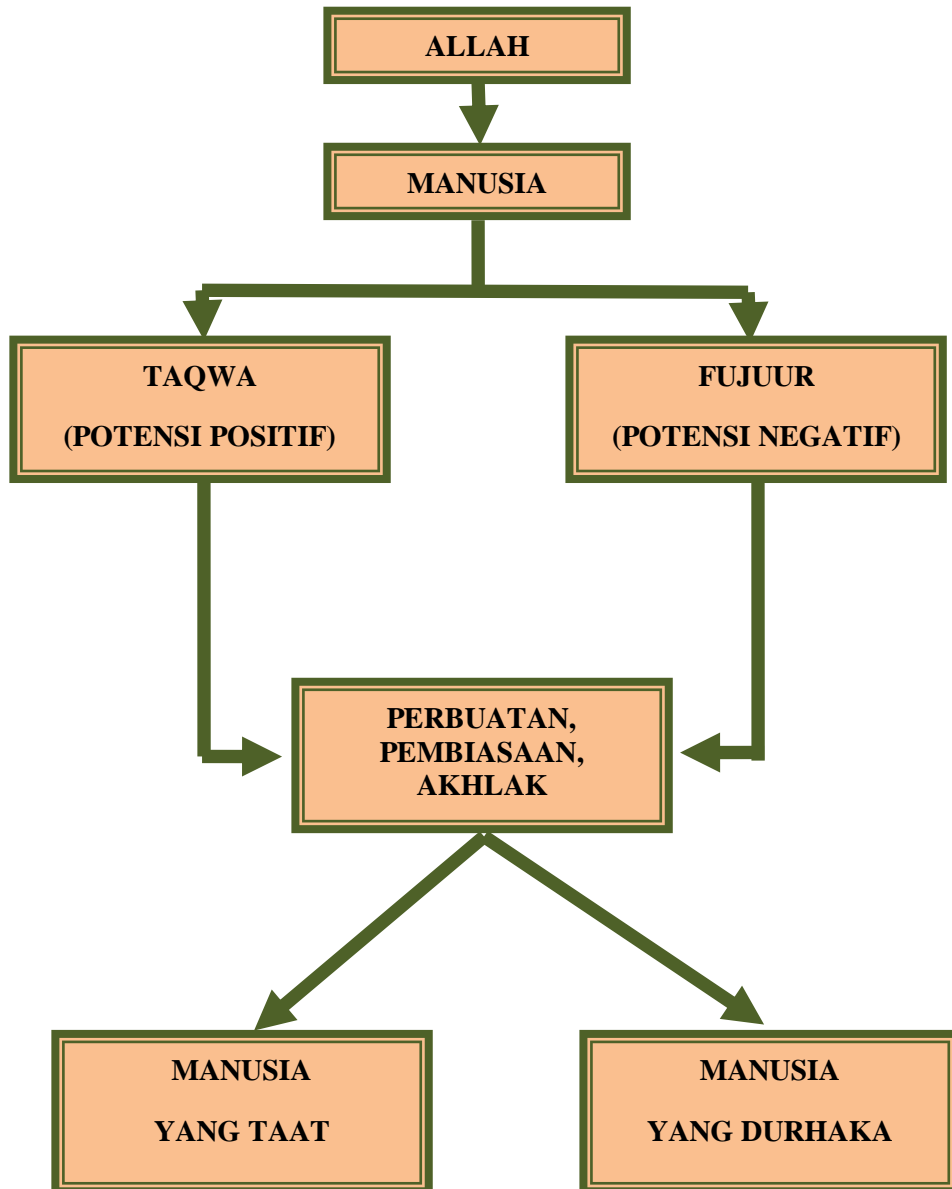 ALLAH
MANUSIA
TAQWA
(POTENSI POSITIF)
FUJUUR
(POTENSI NEGATIF)
PERBUATAN,
PEMBIASAAN,
AKHLAK
MANUSIA
YANG TAAT
MANUSIA
YANG DURHAKA